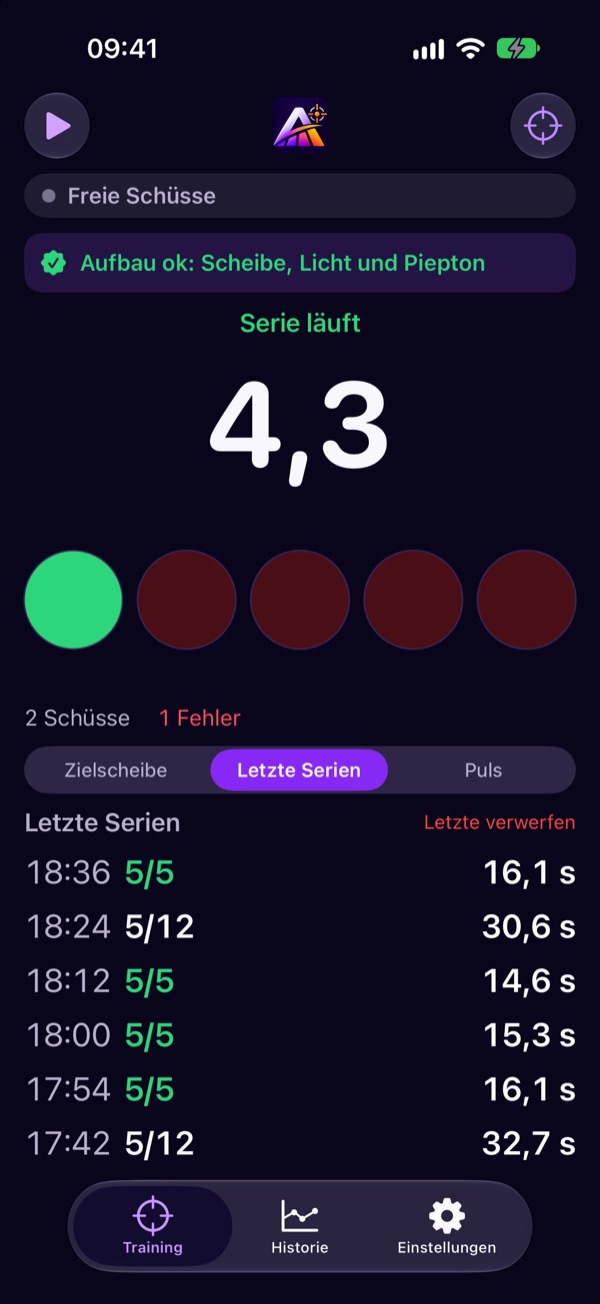 09:41
Freie Schüsse
Aufbau ok: Scheibe, Licht und Piepton
Serie läuft
4,3
2 Schüsse 1 Fehler
Zielscheibe Letzte Serien Puls
Letzte Serien Letzte verwerfen
18:36 5/5 16,1 s
18:24 5/12 30,6 s
18:12 5/5 14,6 s
18:00 5/5 15,3 s
17:54 5/5 16,1 s
17:42 5/12 32,7 s
Training Historie Einstellungen